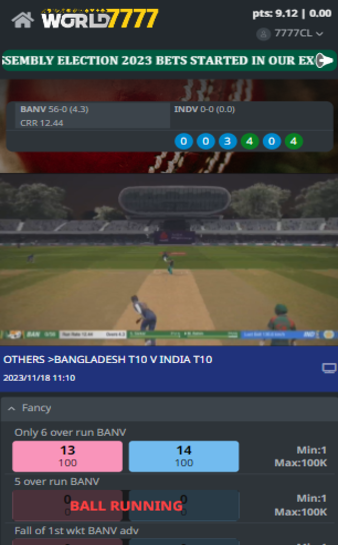 WORLD7777
pts: 9.12 | 0.00
7777CL
SSEMBLY ELECTION 2023 BETS STARTED IN OUR EX
BANV 56-0 (4.3)
CRR 12.44
INDV 0-0 (0.0)
0 0 3 4 0 4
BAN
IND
OTHERS >BANGLADESH T10 V INDIA T10
2023/11/18 11:10
Fancy
Only 6 over run BANV
13 14
100 100
Min:1
Max:100K
5 over run BANV
0 0
BALL RUNNING
Min:1
Max:100K
Fall of 1st wkt BANV adv